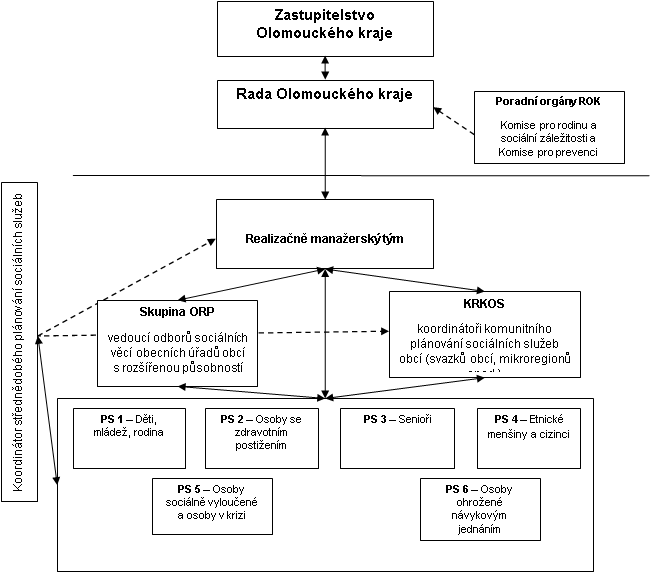 Zastupitelstvo
Olomouckého kraje
Rada Olomouckého kraje
Poradní orgány ROK
Komise pro rodinu a
sociální záležitosti a
Komise pro prevenci
Koordinátor střednědobého plánování sociálních služeb
Realizačně manažerský tým
Skupina ORP
vedoucí odborů sociálních
věcí obecních úřadů obcí
s rozšířenou působností
KRKOS
koordinátoři komunitního
plánování sociálních služeb
obcí (svazků obcí, mikroregionů
PS 1 – Děti,
mládež, rodina
PS 2 – Osoby se
zdravotním
postižením
PS 3 – Senioři
PS 4 – Etnické
menšiny a cizinci
PS 5 – Osoby
sociálně vyloučené
a osoby v krizi
PS 6 – Osoby
ohrožené
návykovým
jednáním